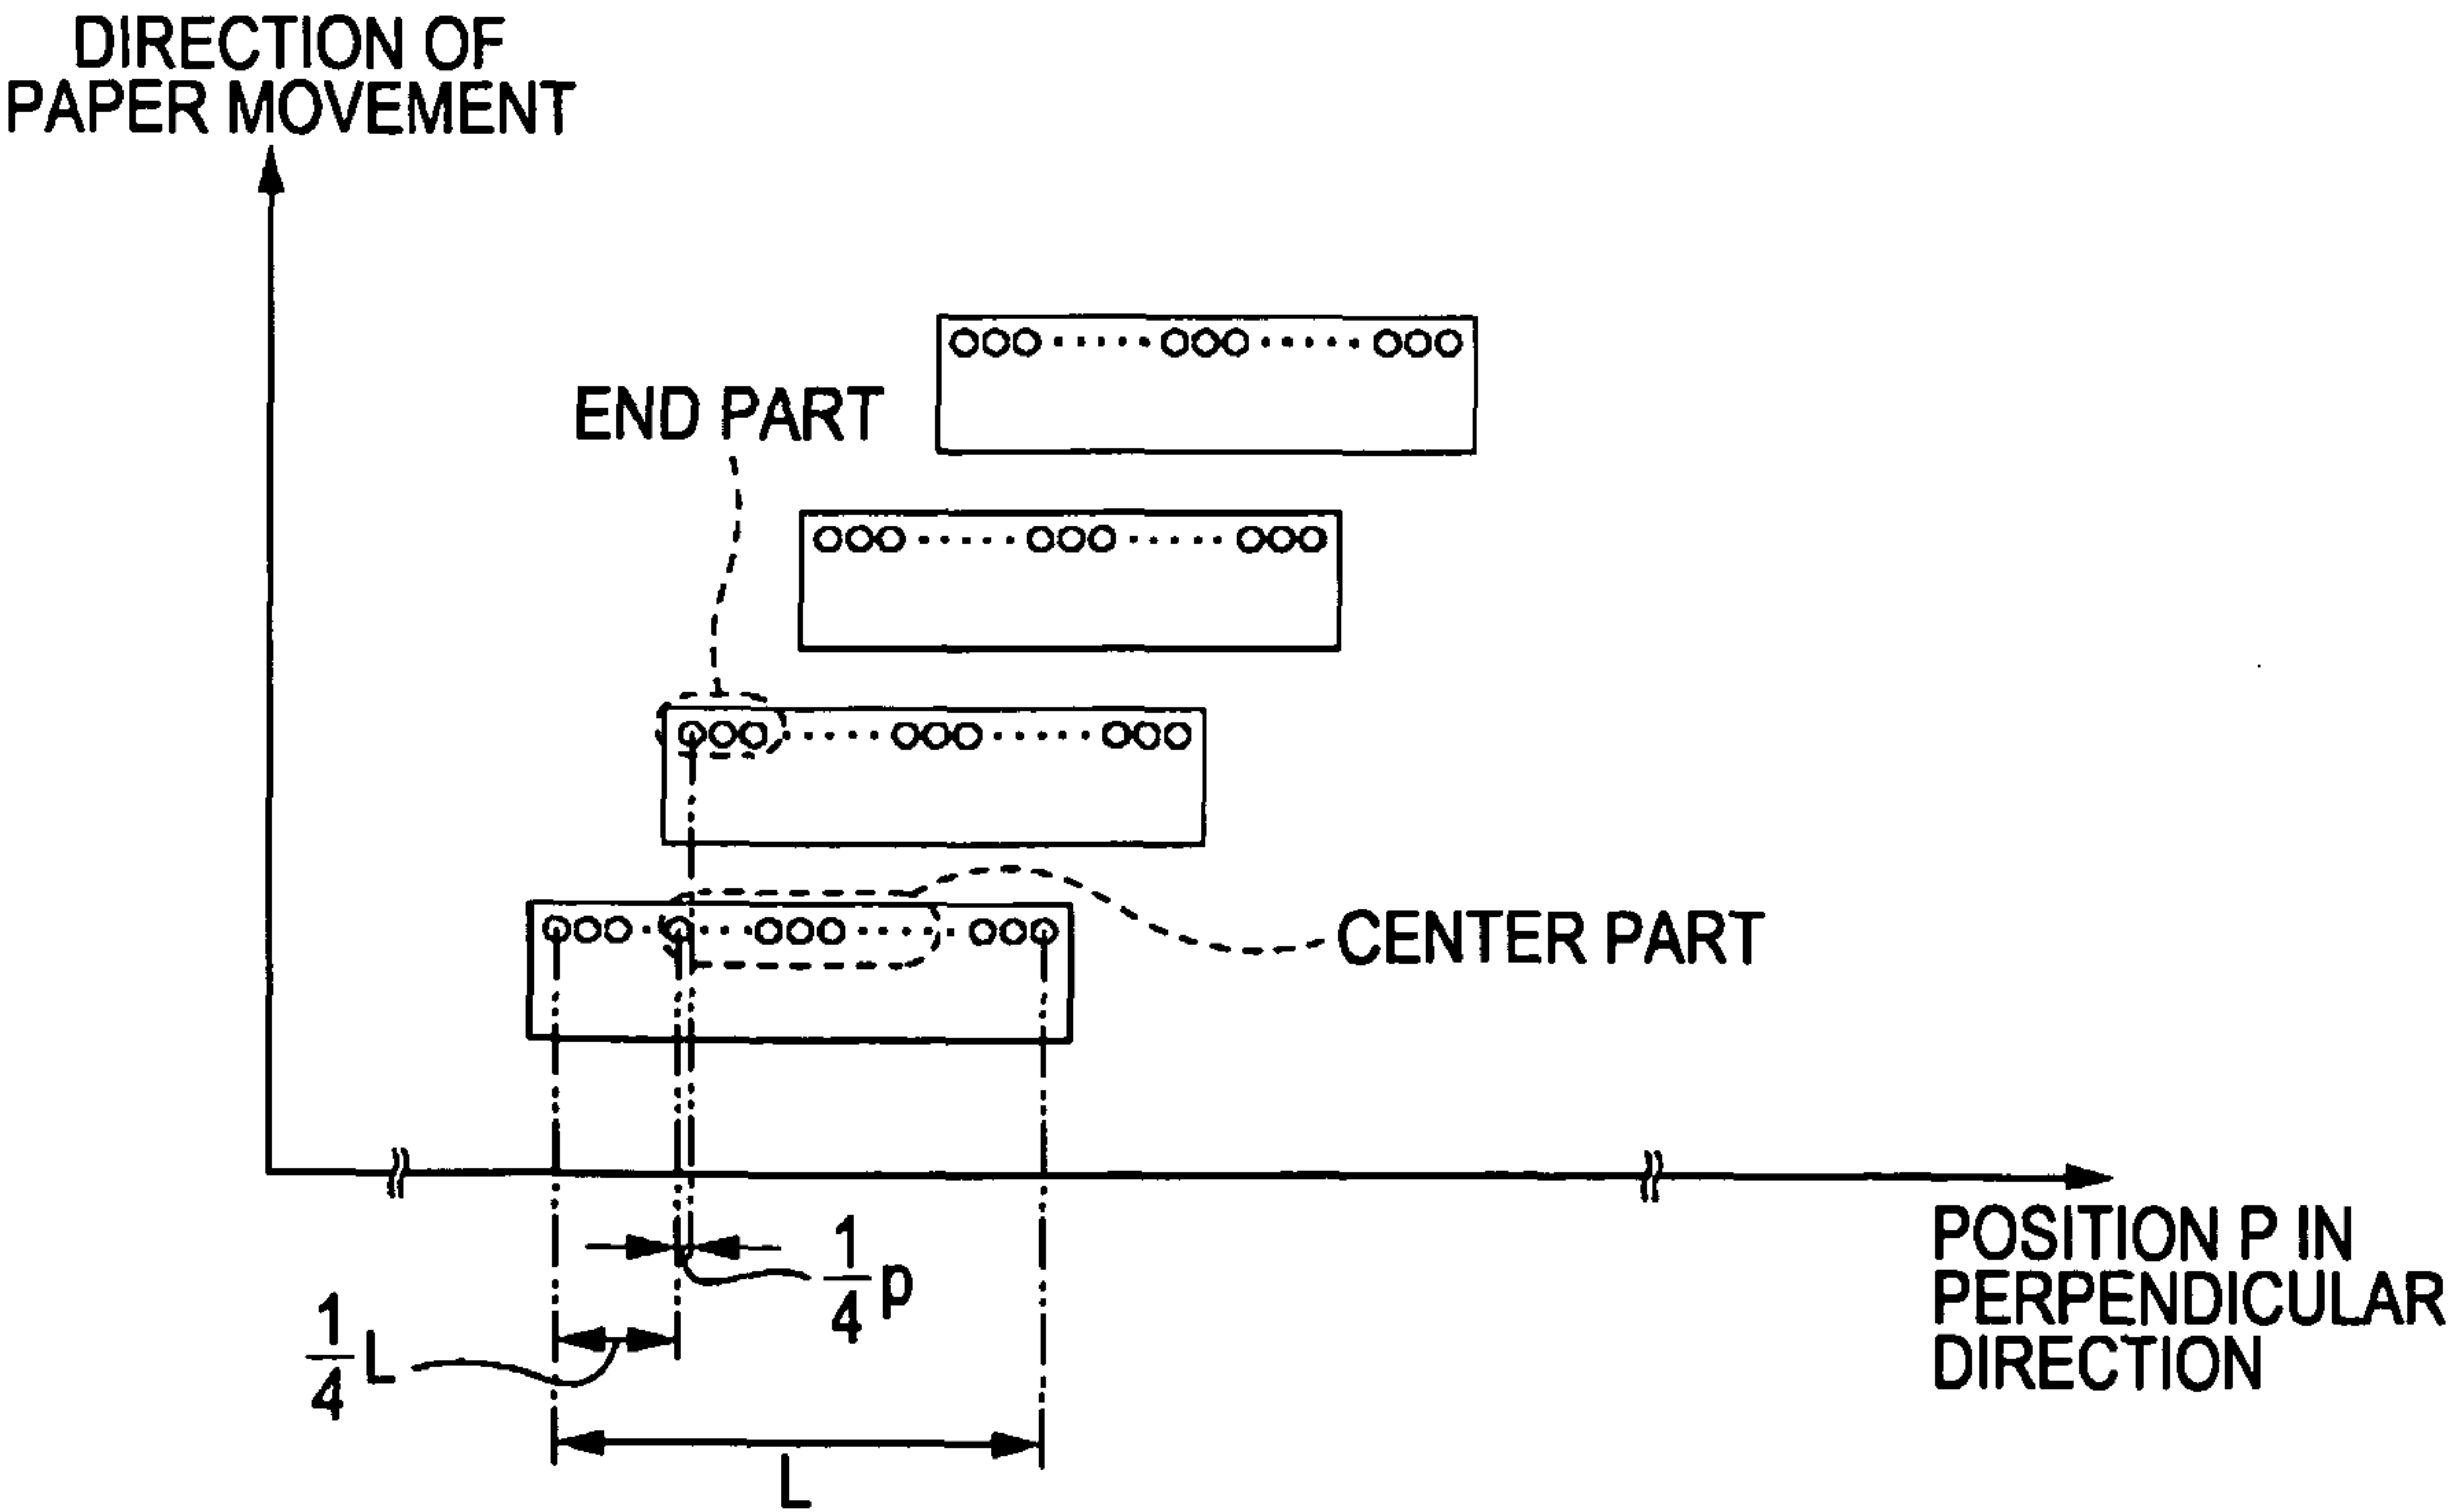 DIRECTION OF
PAPER MOVEMENT
END PART
CENTER PART
1/4 p
1/4 L
L
POSITION P IN
PERPENDICULAR
DIRECTION